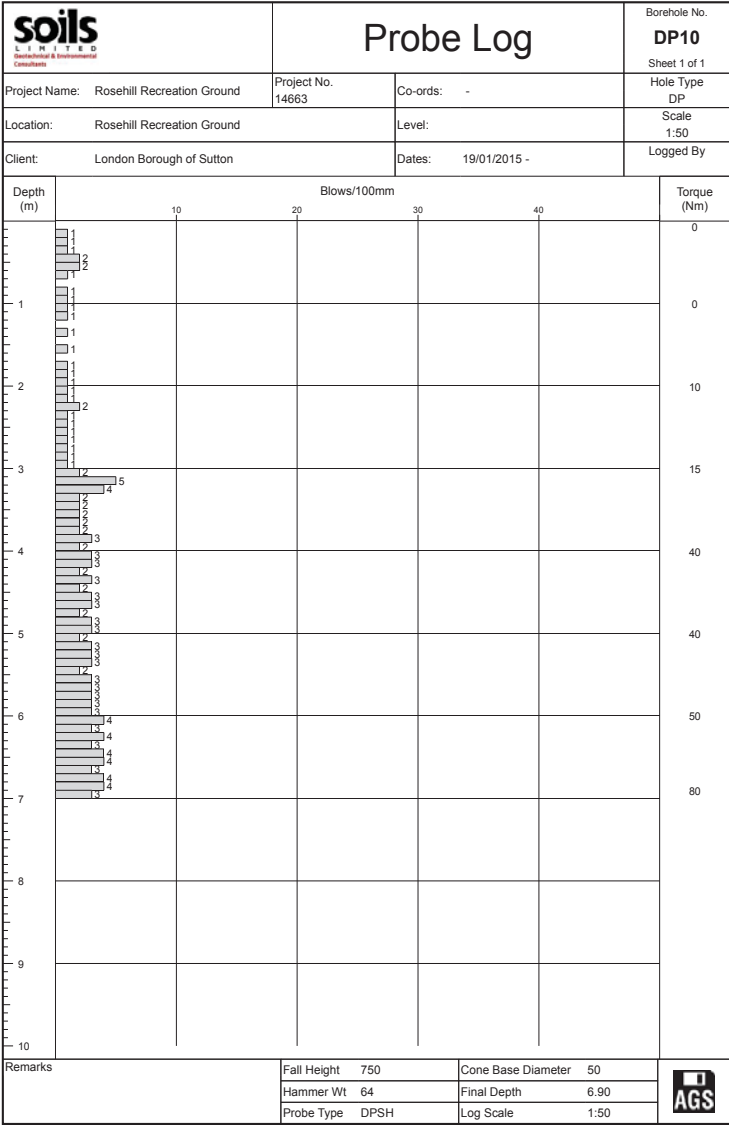 soils
LIMITED
Geotechnical & Environmental
Consultants
Probe Log
Borehole No.
DP10
Sheet 1 of 1
Project Name: Rosehill Recreation Ground
Project No.
14663
Co-ords: -
Hole Type
DP
Location: Rosehill Recreation Ground
Level:
Scale
1:50
Client: London Borough of Sutton
Dates: 19/01/2015 -
Logged By
Depth
(m)
Blows/100mm
10 20 30 40
Torque
(Nm)
0
1
1
1
2
2
1
1
1
1 1 0
1
1
1
1
1
1
2 1 10
1
2
1
1
1
1
1
1
1
3 2 15
5
4
2
2
2
2
2
3
2
4 3 40
3
2
3
2
3
3
2
3
3
5 2 40
3
3
3
2
3
3
3
3
3
6 4 50
3
4
3
4
4
3
4
4
3 80
7
8
9
10
Remarks
Fall Height 750 Cone Base Diameter 50
Hammer Wt 64 Final Depth 6.90
Probe Type DPSH Log Scale 1:50
AGS